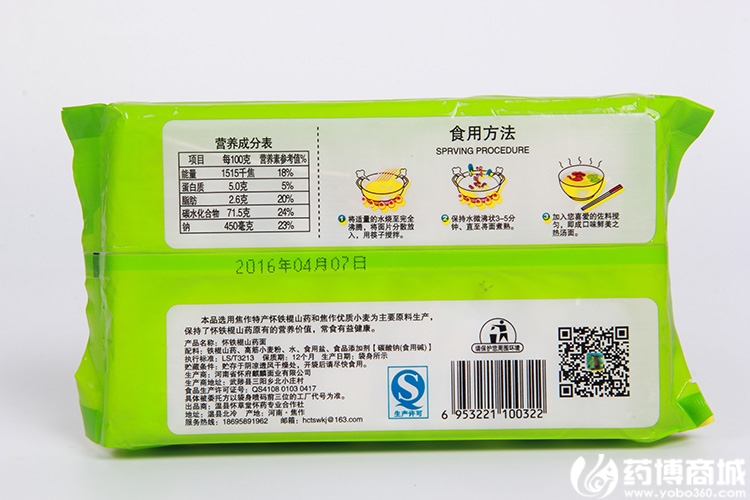 营养成分表
项目 每100克 营养素参考值%
能量 1515千焦 18%
蛋白质 5.0克 5%
脂肪 2.6克 20%
碳水化合物 71.5克 24%
钠 450毫克 23%
食用方法
SPRVING PROCEDURE
1 将适量的水烧至完全
沸腾，将面片分散放
入，用筷子搅拌。
2 保持水微沸状3-5分
钟、直至将面煮熟。
3 加入您喜爱的佐料搅
匀，即成口味鲜美之
热汤面。
2016年04月07日
本品选用焦作特产怀铁棍山药和焦作优质小麦为主要原料生产，
保持了怀铁棍山药原有的营养价值，常食有益健康。
产品名称：怀铁棍山药面
配料：铁棍山药、高筋小麦粉、水、食用盐、食品添加剂【碳酸钠(食用碱)】
执行标准：LS/T3213 保质期：12个月 生产日期：袋身所示
贮藏条件：贮存于阴凉透风干燥处，开袋后请尽快食用。
生产商：河南省怀府麒麟面业有限公司
生产商地址：武陟县三阳乡北小庄村
食品生产许可证号：QS4108 0103 0417
具体被委托方以袋身喷码前三位的工厂代号为准。
出品商：温县怀草堂怀药专业合作社
地址：温县北冷 产地：河南·焦作
服务热线：18695891962 邮箱：hctswkj@163.com
QS
生产许可
请保护您周围环境
6 953221 100322
药博商城
www.yobo360.com